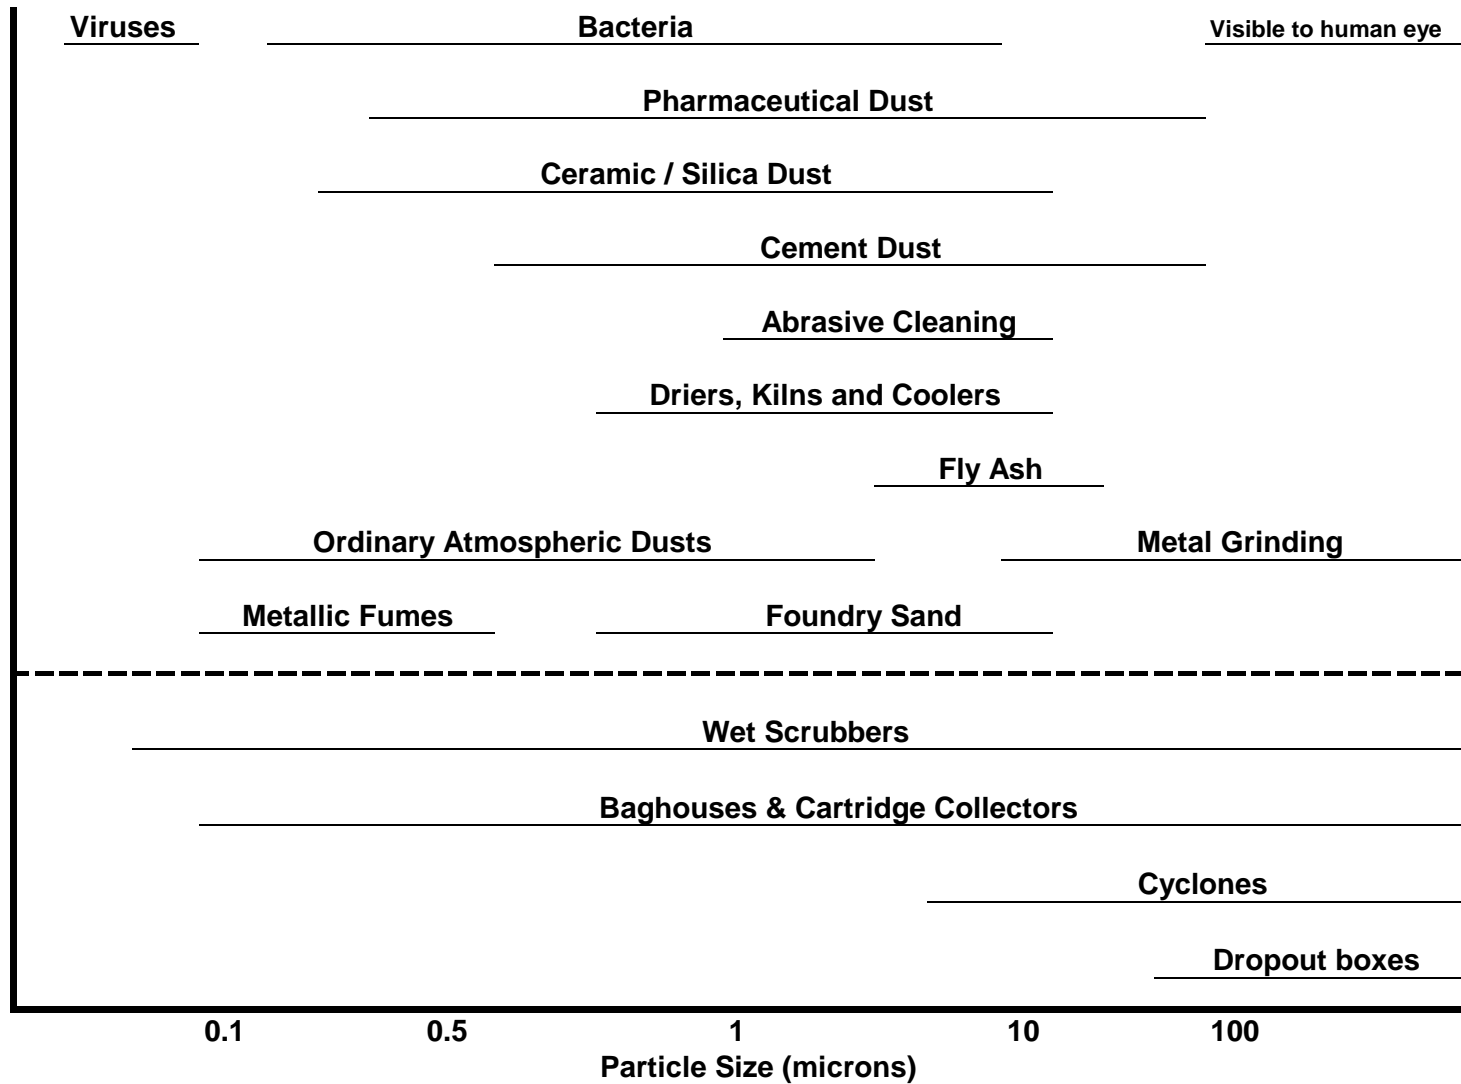 Viruses
Bacteria
Visible to human eye
Pharmaceutical Dust
Ceramic / Silica Dust
Cement Dust
Abrasive Cleaning
Driers, Kilns and Coolers
Fly Ash
Ordinary Atmospheric Dusts
Metal Grinding
Metallic Fumes
Foundry Sand
Wet Scrubbers
Baghouses & Cartridge Collectors
Cyclones
Dropout boxes
0.1 0.5 1 10 100
Particle Size (microns)